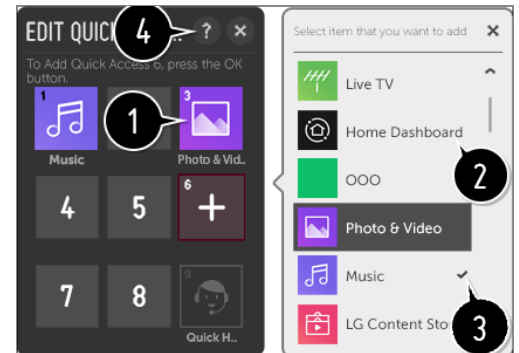 EDIT QUIC 4 .. ?
To Add Quick Access 6, press the OK
button.
1 3
1
Music Photo & Vid..
4 5 6 +
7 8 9
Quick H..
Select item that you want to add
Live TV
Home Dashboard
2
OOO
Photo & Video
Music
LG Content Sto
3